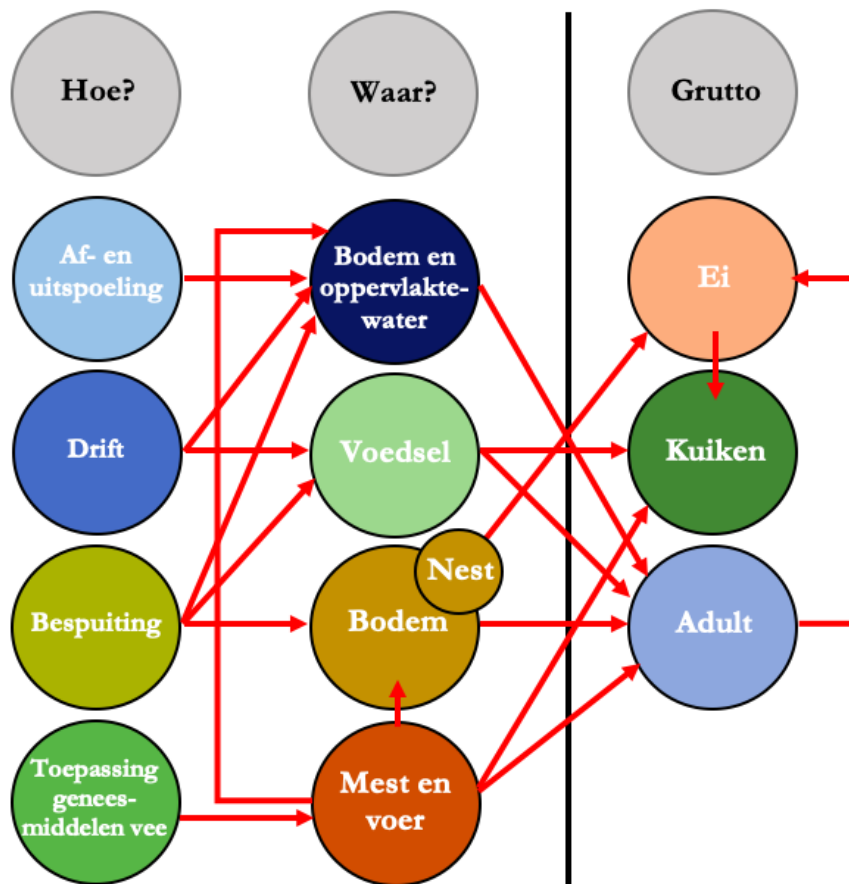 Hoe?
Waar?
Grutto
Af- en
uitspoeling
Bodem en
oppervlakte-
water
Ei
Drift
Voedsel
Kuiken
Nest
Bespuiting
Bodem
Adult
Toepassing
genees-
middelen vee
Mest en
voer